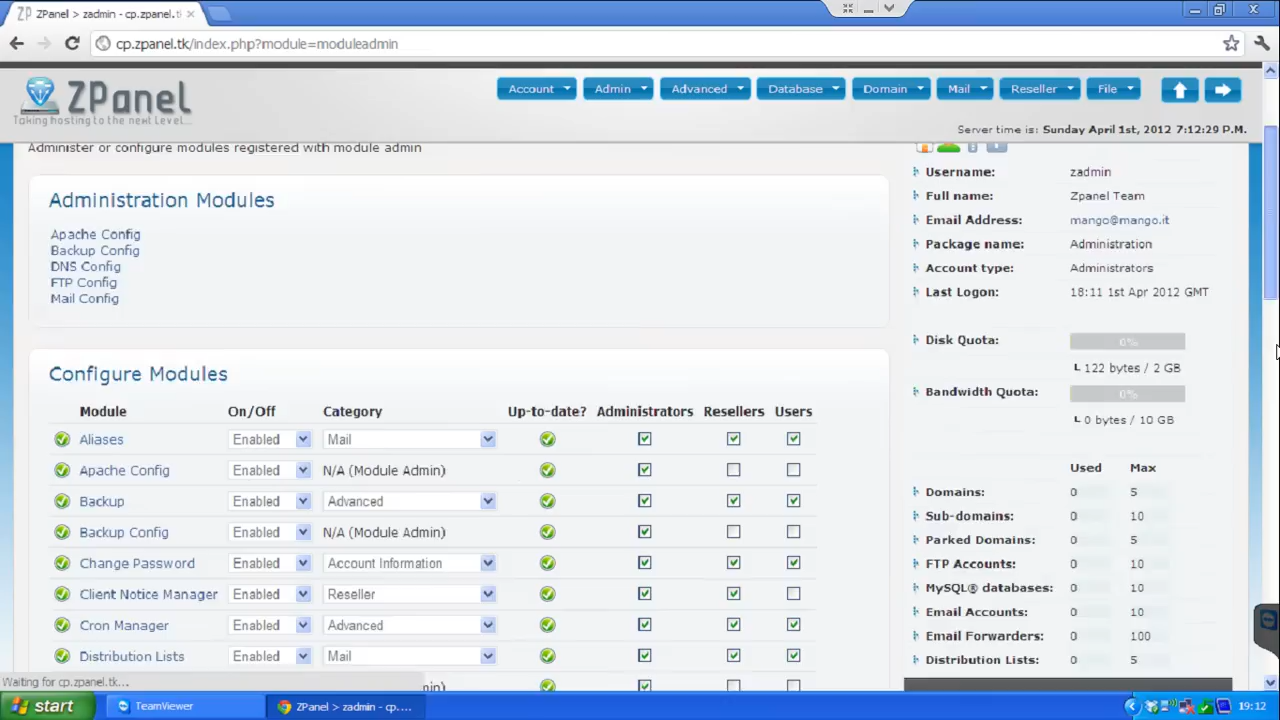 ZPanel > zadmin - cp.zpanel.t
cp.zpanel.tk/index.php?module=moduleadmin
ZPanel
Taking hosting to the next Level...
Account Admin Advanced Database Domain Mail Reseller File
Server time is: Sunday April 1st, 2012 7:12:29 P.M.
Administer or configure modules registered with module admin
Administration Modules
Apache Config
Backup Config
DNS Config
FTP Config
Mail Config
Configure Modules
Module On/Off Category Up-to-date? Administrators Resellers Users
Aliases Enabled Mail
Apache Config Enabled N/A (Module Admin)
Backup Enabled Advanced
Backup Config Enabled N/A (Module Admin)
Change Password Enabled Account Information
Client Notice Manager Enabled Reseller
Cron Manager Enabled Advanced
Distribution Lists Enabled Mail
Username: zadmin
Full name: Zpanel Team
Email Address: mango@mango.it
Package name: Administration
Account type: Administrators
Last Logon: 18:11 1st Apr 2012 GMT
Disk Quota: 0%
122 bytes / 2 GB
Bandwidth Quota: 0%
0 bytes / 10 GB
Used Max
Domains: 0 5
Sub-domains: 0 10
Parked Domains: 0 5
FTP Accounts: 0 10
MySQL® databases: 0 10
Email Accounts: 0 10
Email Forwarders: 0 100
Distribution Lists: 0 5
Waiting for cp.zpanel.tk...
start TeamViewer ZPanel > zadmin - cp.... 19:12